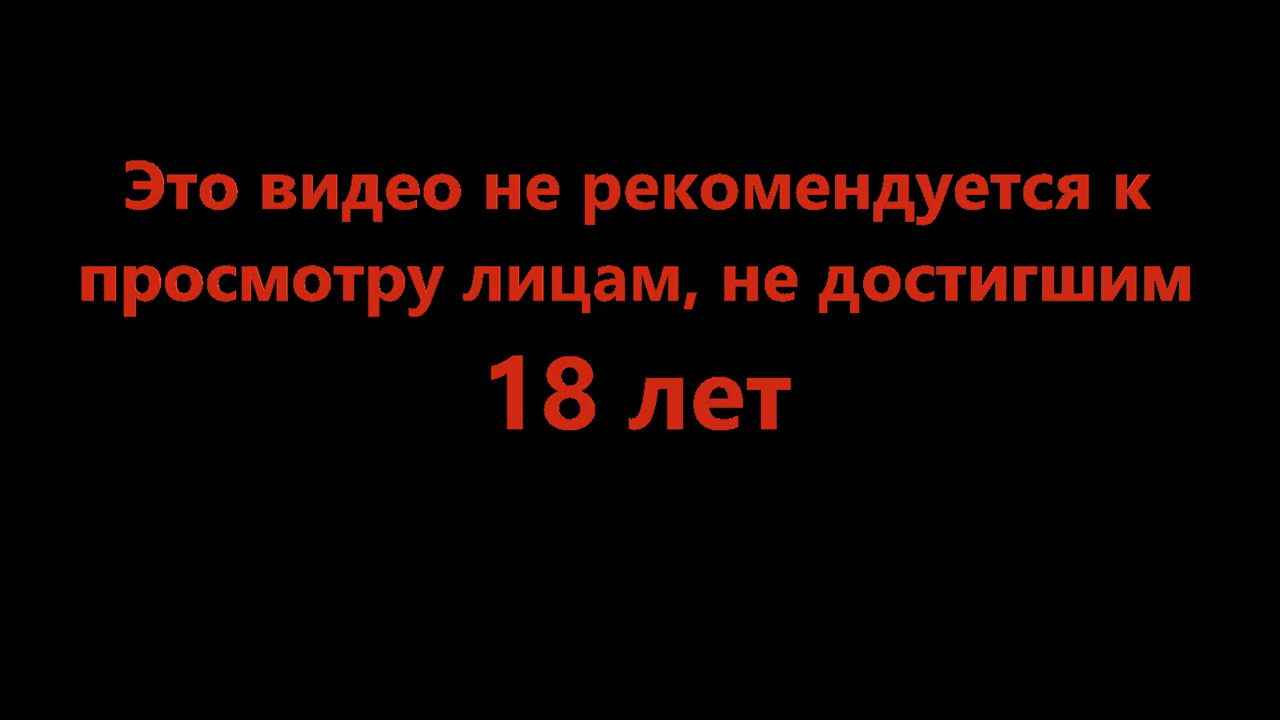 Это видео не рекомендуется к
просмотру лицам, не достигшим
18 лет